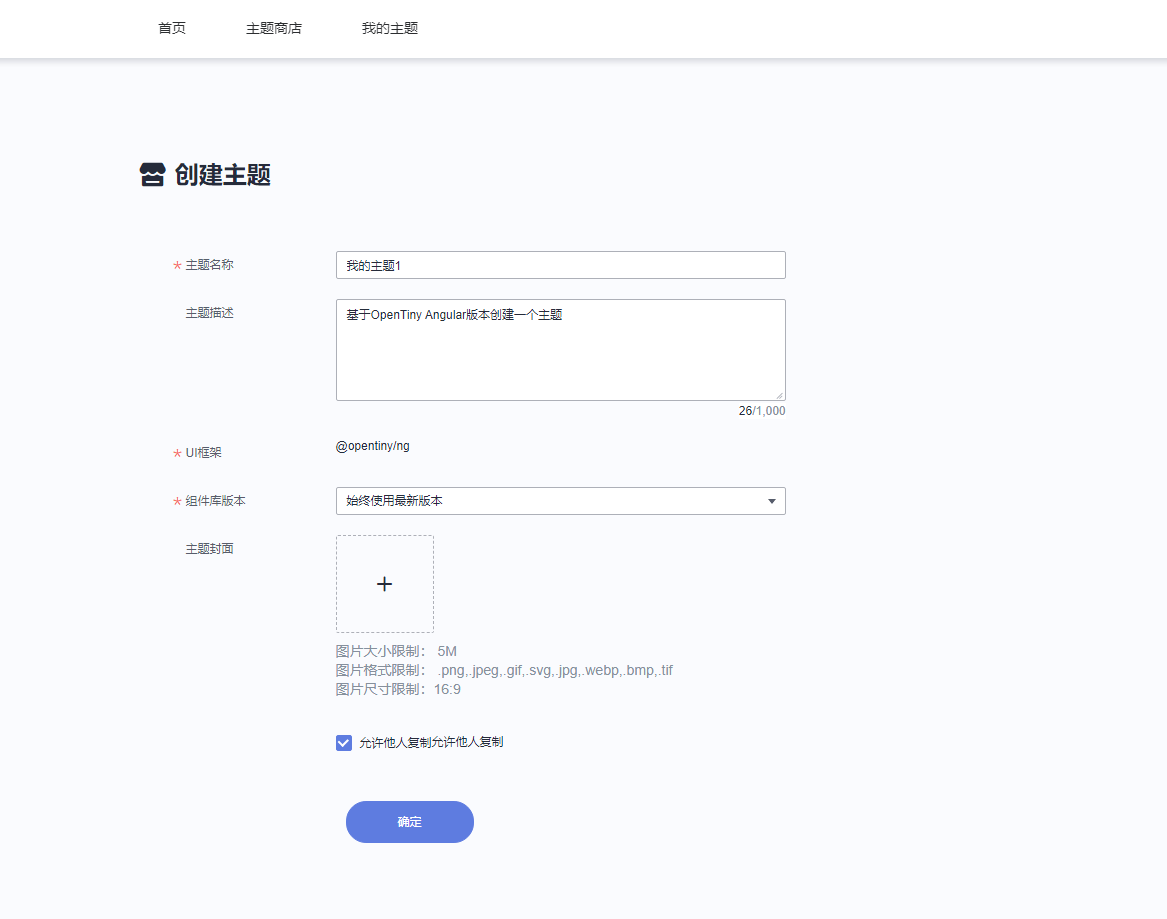 首页 主题商店 我的主题
创建主题
* 主题名称 我的主题1
主题描述 基于OpenTiny Angular版本创建一个主题
26/1,000
* UI框架 @opentiny/ng
* 组件库版本 始终使用最新版本
主题封面
+
图片大小限制： 5M
图片格式限制： .png,.jpeg,.gif,.svg,.jpg,.webp,.bmp,.tif
图片尺寸限制：16:9
允许他人复制允许他人复制
确定